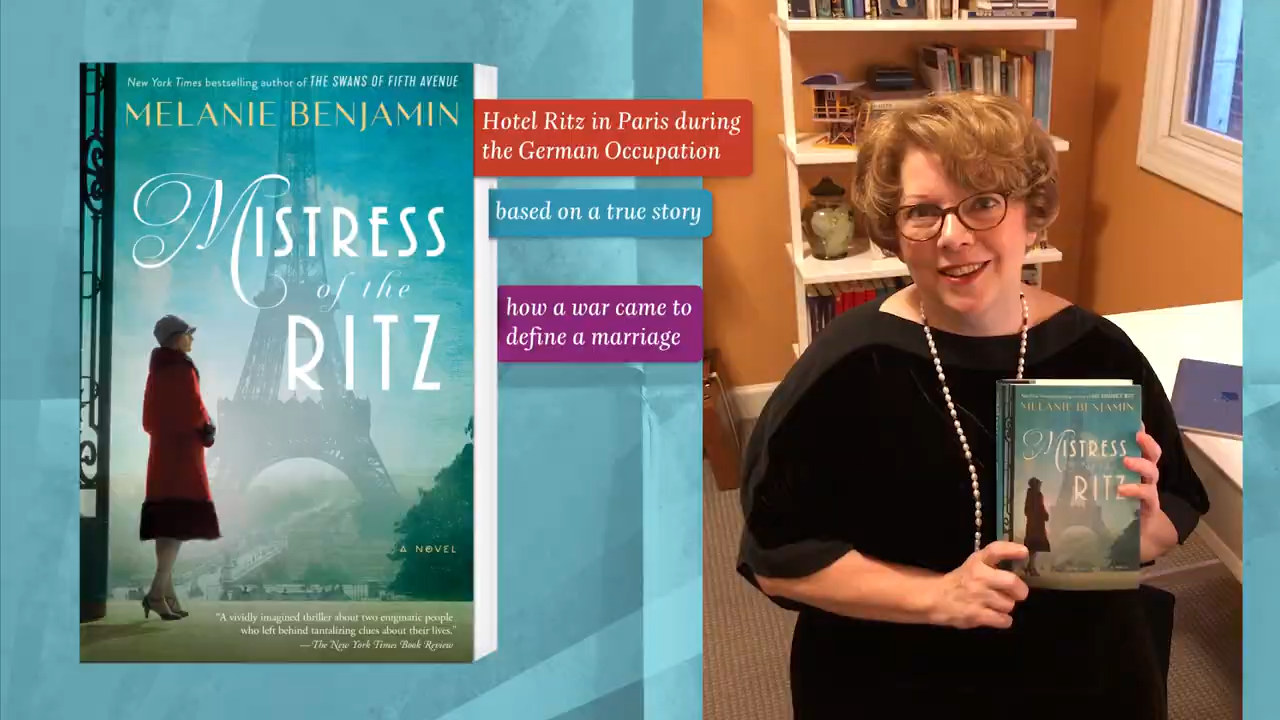 New York Times bestselling author of THE SWANS OF FIFTH AVENUE
MELANIE BENJAMIN
MISTRESS
of the
RITZ
A NOVEL
"A vividly imagined thriller about two enigmatic people
who left behind tantalizing clues about their lives."
—The New York Times Book Review
Hotel Ritz in Paris during
the German Occupation
based on a true story
how a war came to
define a marriage
MELANIE BENJAMIN
MISTRESS
RITZ